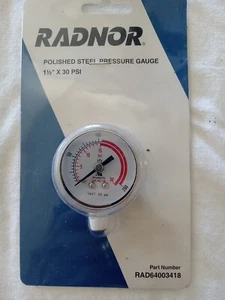 RADNOR
POLISHED STEEL PRESSURE GAUGE
1½" X 30 PSI
Part Number
RAD64003418